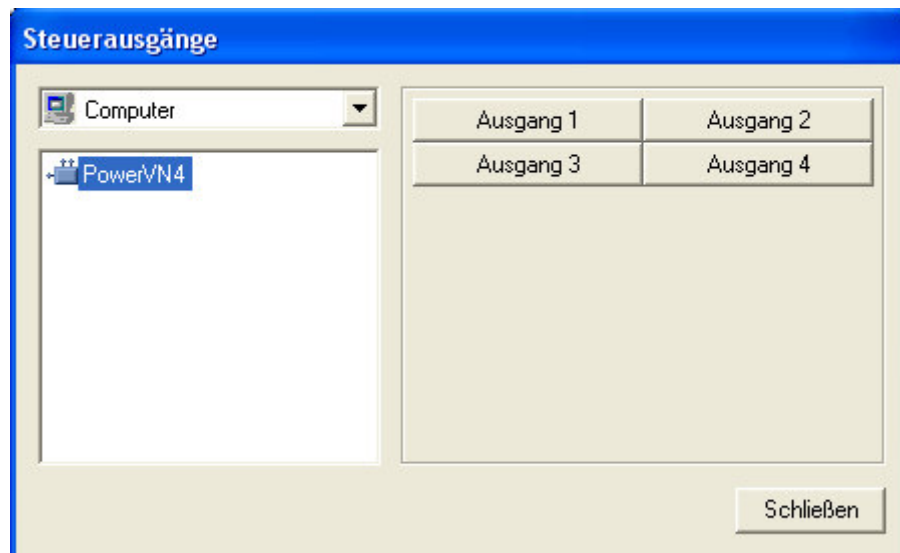 Steuerausgänge
Computer
PowerVN4
Ausgang 1
Ausgang 2
Ausgang 3
Ausgang 4
Schließen